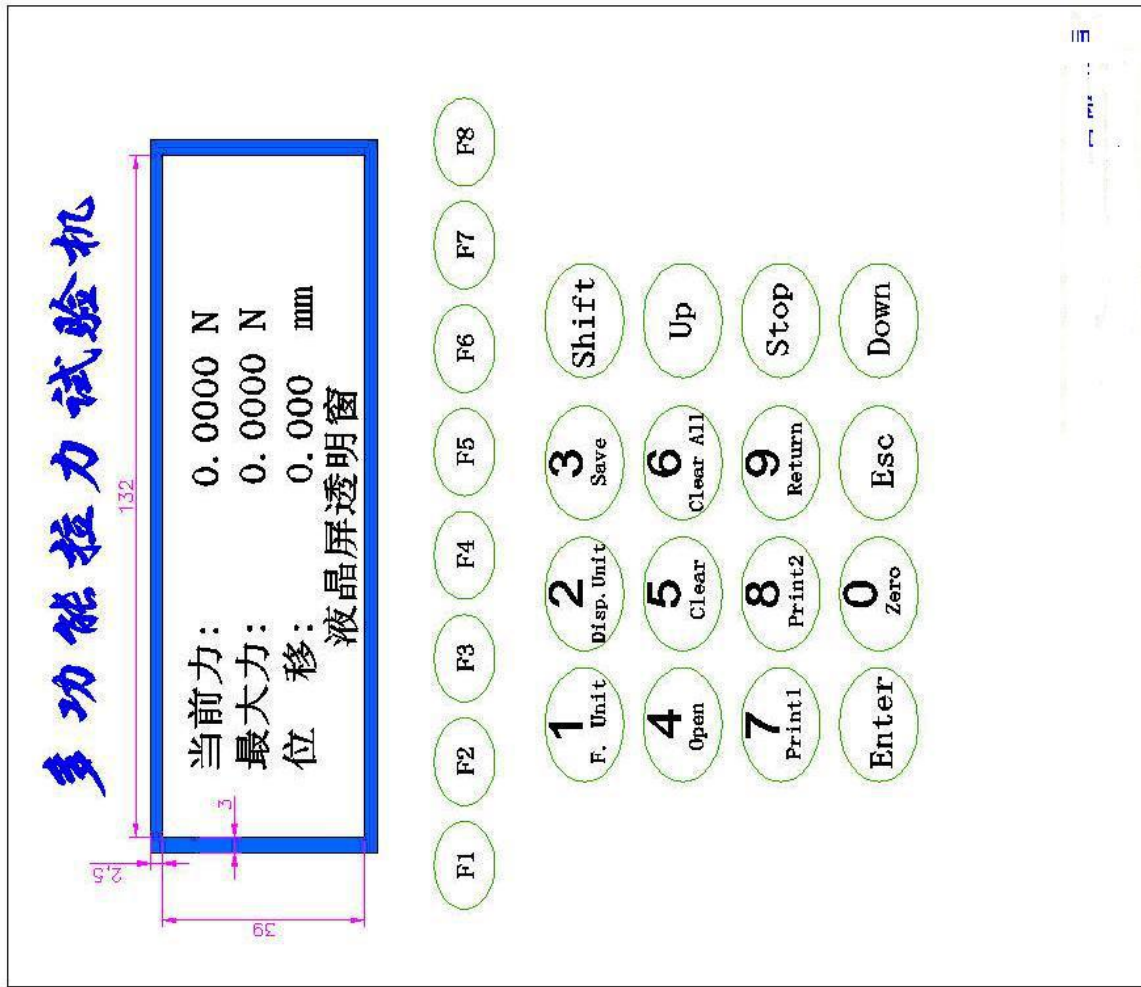 多功能拉力试验机
132
2,5
3
39
当前力: 0.0000 N
最大力: 0.0000 N
位 移: 0.000 mm
液晶屏透明窗
F1 F2 F3 F4 F5 F6 F7 F8
1 2 3 Shift
F. Unit Disp.Unit Save
4 5 6 Up
Open Clear Clear All
7 8 9 Stop
Print1 Print2 Return
Enter 0 Esc Down
Zero